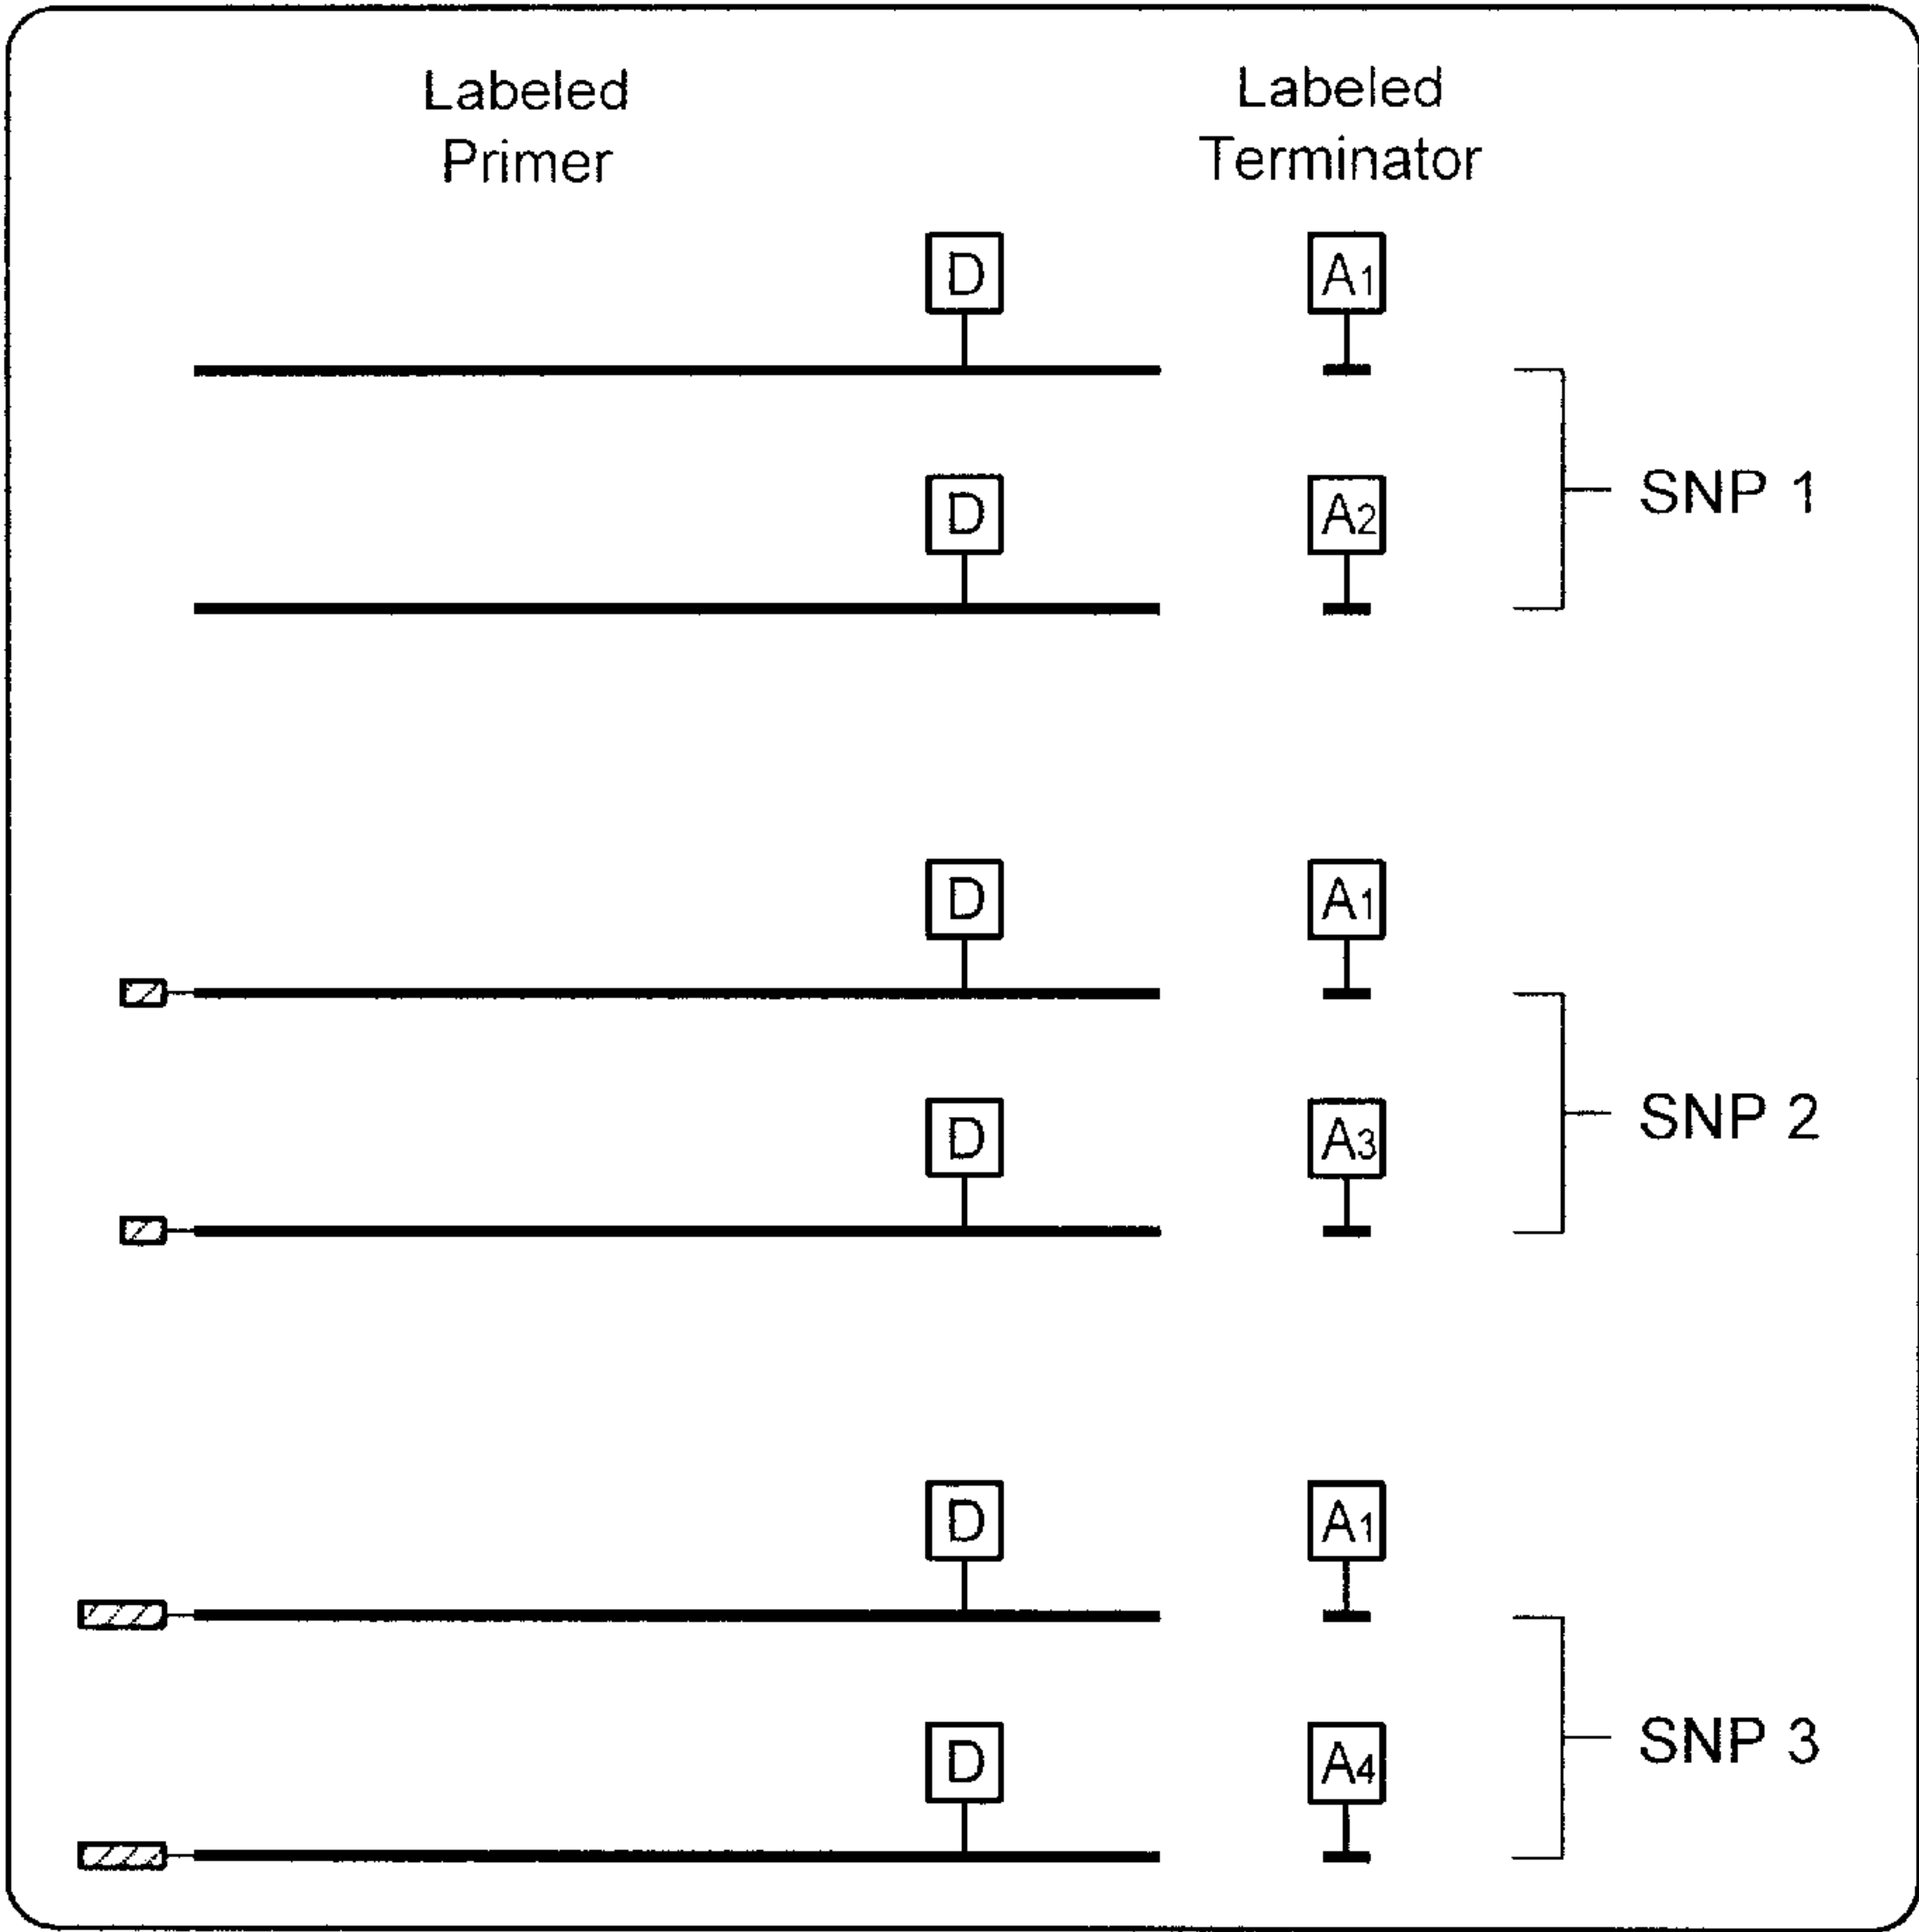 Labeled Primer
Labeled Terminator
D A1
D A2
SNP 1
D A1
D A3
SNP 2
D A1
D A4
SNP 3